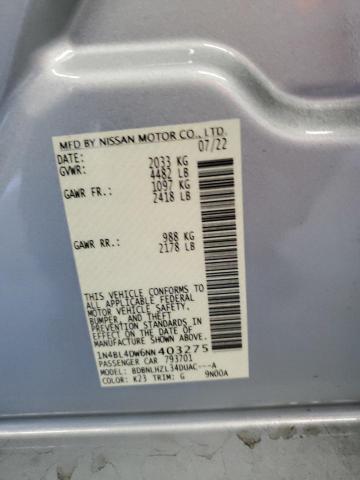 MFD BY NISSAN MOTOR CO., LTD.
07/22
DATE: 2033 KG
GVWR: 4482 LB
GAWR FR.: 1097 KG
2418 LB
GAWR RR.: 988 KG
2178 LB
THIS VEHICLE CONFORMS TO
ALL APPLICABLE FEDERAL
MOTOR VEHICLE SAFETY,
BUMPER, AND THEFT
PREVENTION STANDARDS IN
EFFECT ON THE DATE OF
MANUFACTURE SHOWN ABOVE.
1N4BL4DW6NN403275
PASSENGER CAR 793701
MODEL: BDBNLHZL34DUAC---A
COLOR: K23 TRIM: G 9N00A